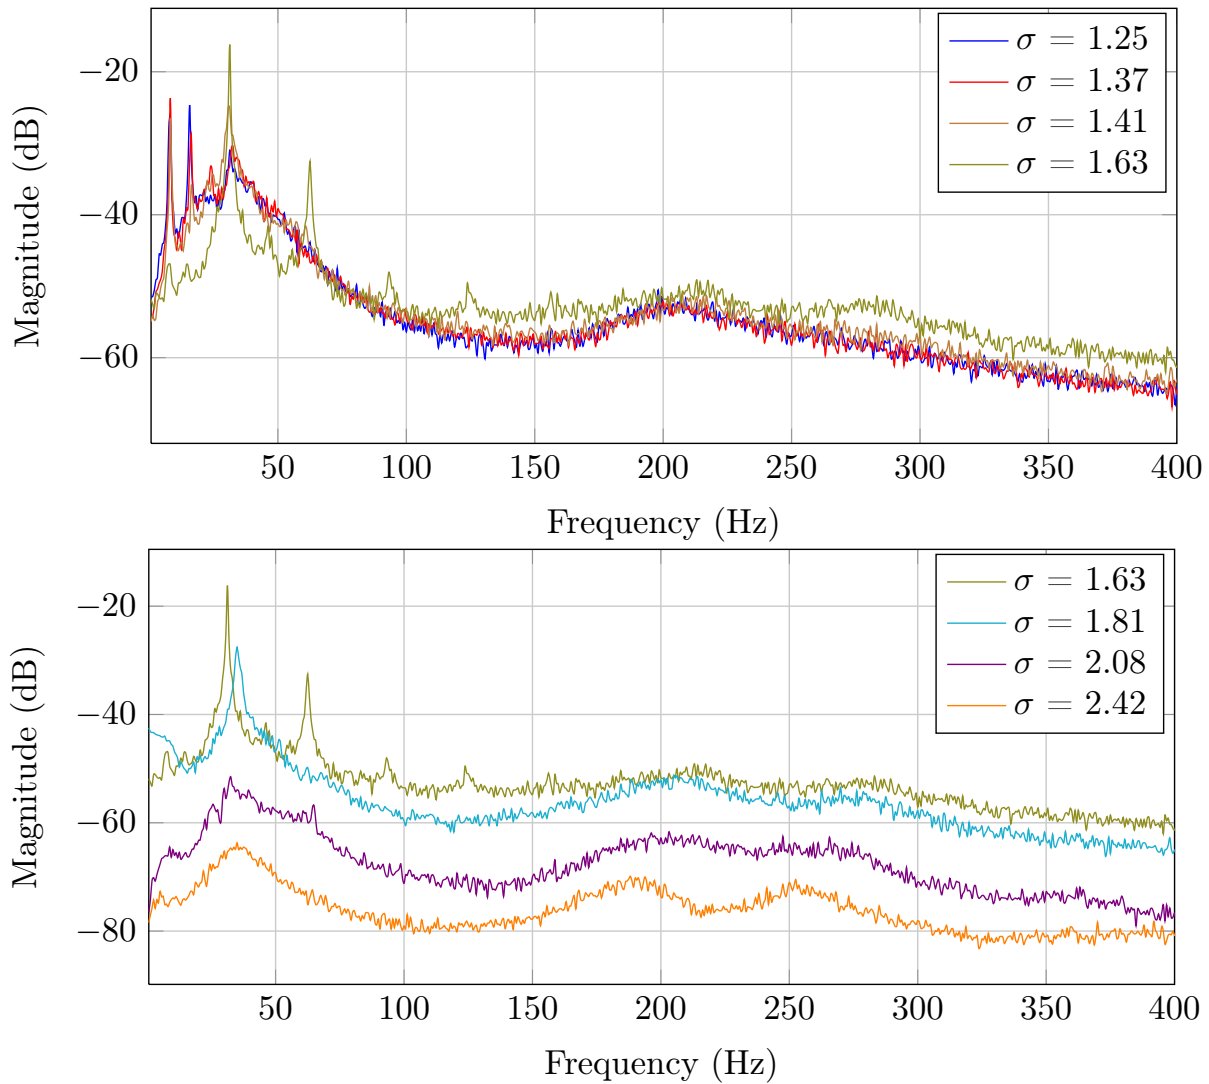 σ = 1.25
σ = 1.37
σ = 1.41
σ = 1.63
−20
−40
−60
Magnitude (dB)
50 100 150 200 250 300 350 400
Frequency (Hz)
σ = 1.63
σ = 1.81
σ = 2.08
σ = 2.42
−20
−40
−60
−80
Magnitude (dB)
50 100 150 200 250 300 350 400
Frequency (Hz)